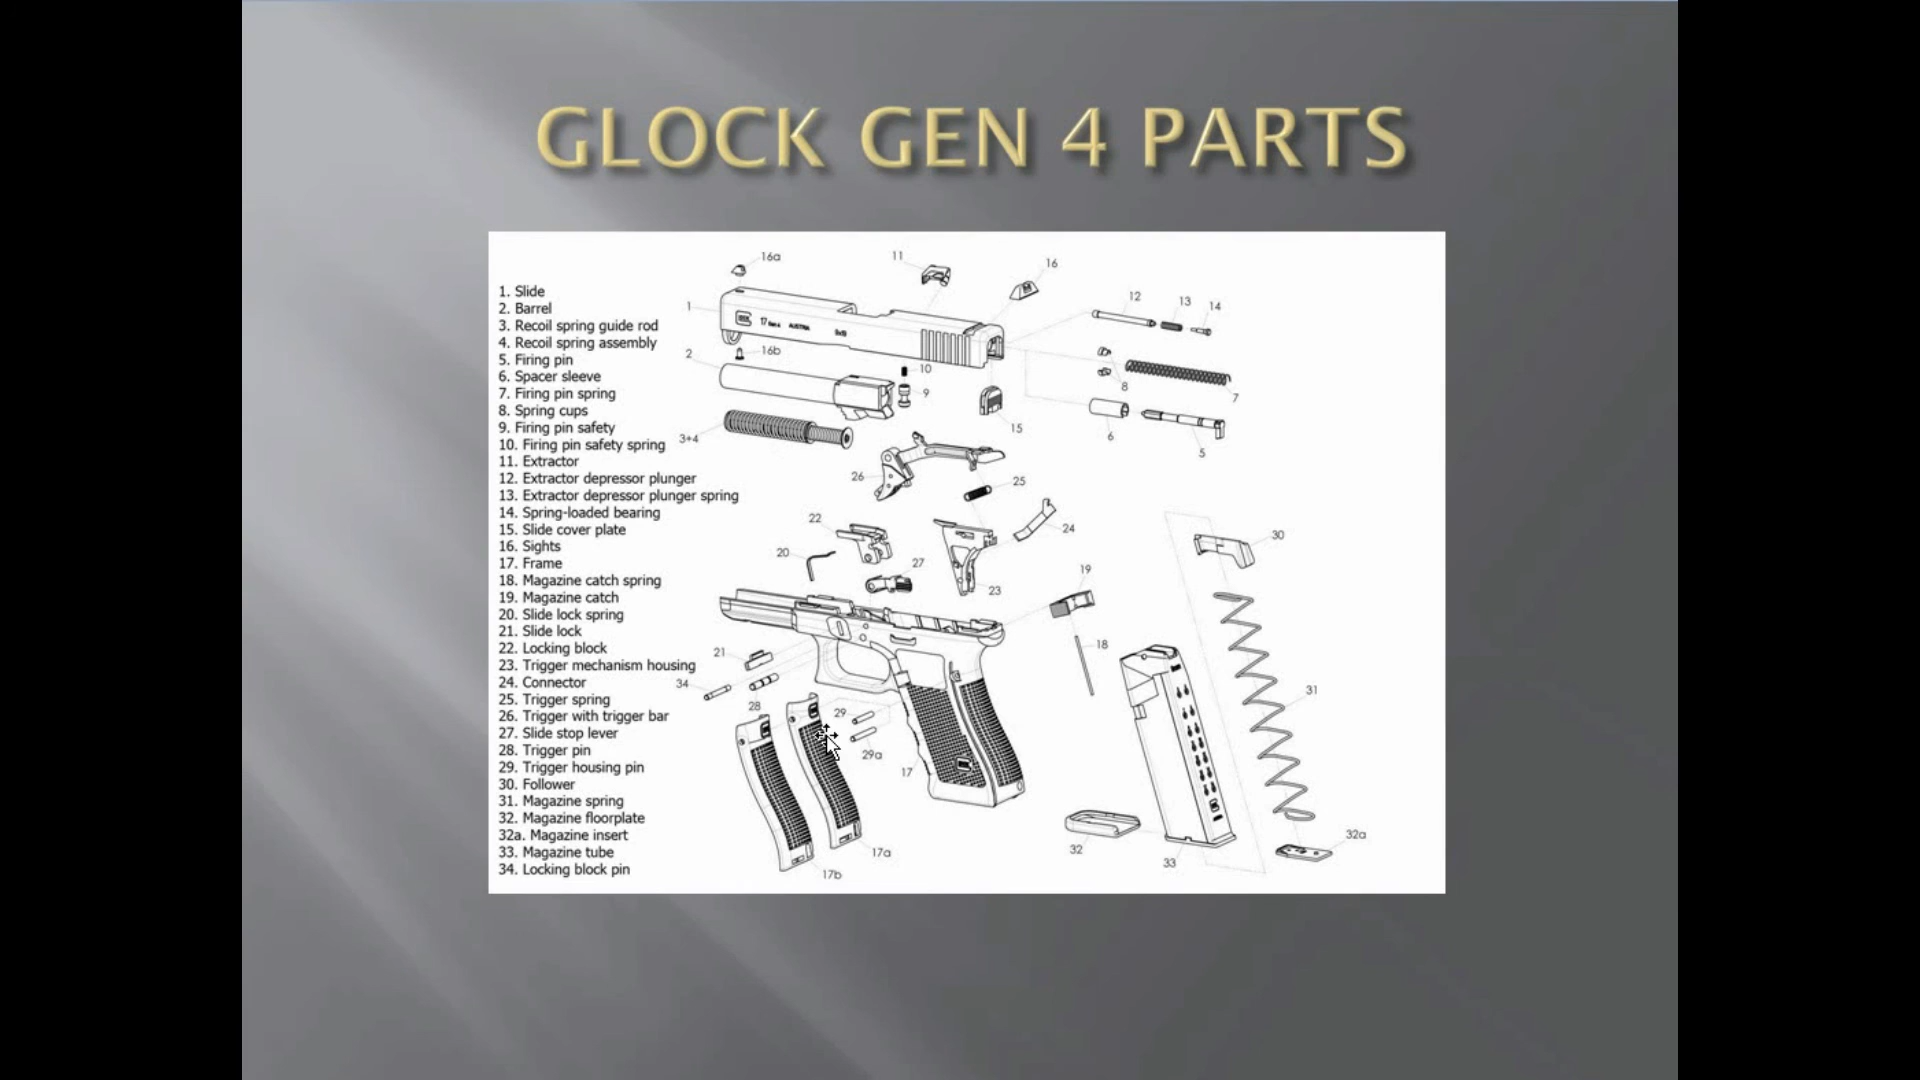 GLOCK GEN 4 PARTS
1. Slide
2. Barrel
3. Recoil spring guide rod
4. Recoil spring assembly
5. Firing pin
6. Spacer sleeve
7. Firing pin spring
8. Spring cups
9. Firing pin safety
10. Firing pin safety spring
11. Extractor
12. Extractor depressor plunger
13. Extractor depressor plunger spring
14. Spring-loaded bearing
15. Slide cover plate
16. Sights
17. Frame
18. Magazine catch spring
19. Magazine catch
20. Slide lock spring
21. Slide lock
22. Locking block
23. Trigger mechanism housing
24. Connector
25. Trigger spring
26. Trigger with trigger bar
27. Slide stop lever
28. Trigger pin
29. Trigger housing pin
30. Follower
31. Magazine spring
32. Magazine floorplate
32a. Magazine insert
33. Magazine tube
34. Locking block pin
16a
11
16
1
12
13
14
17 Gen 4 AUSTRIA 9x19
2
16b
10
9
8
7
3+4
15
6
5
26
25
22
24
20
27
30
19
23
21
18
34
31
28
29
29a
17
32
33
32a
17a
17b